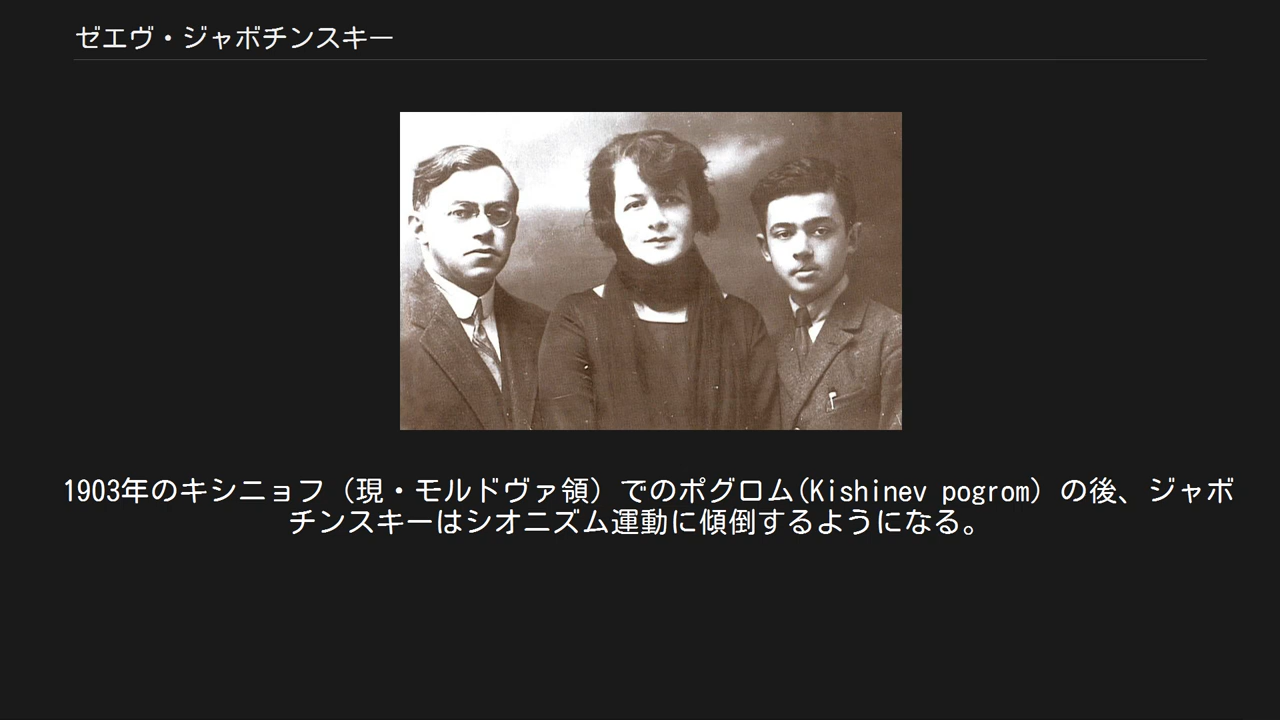 ゼエヴ・ジャボチンスキー
1903年のキシニョフ（現・モルドヴァ領）でのポグロム(Kishinev pogrom) の後、ジャボ
チンスキーはシオニズム運動に傾倒するようになる。